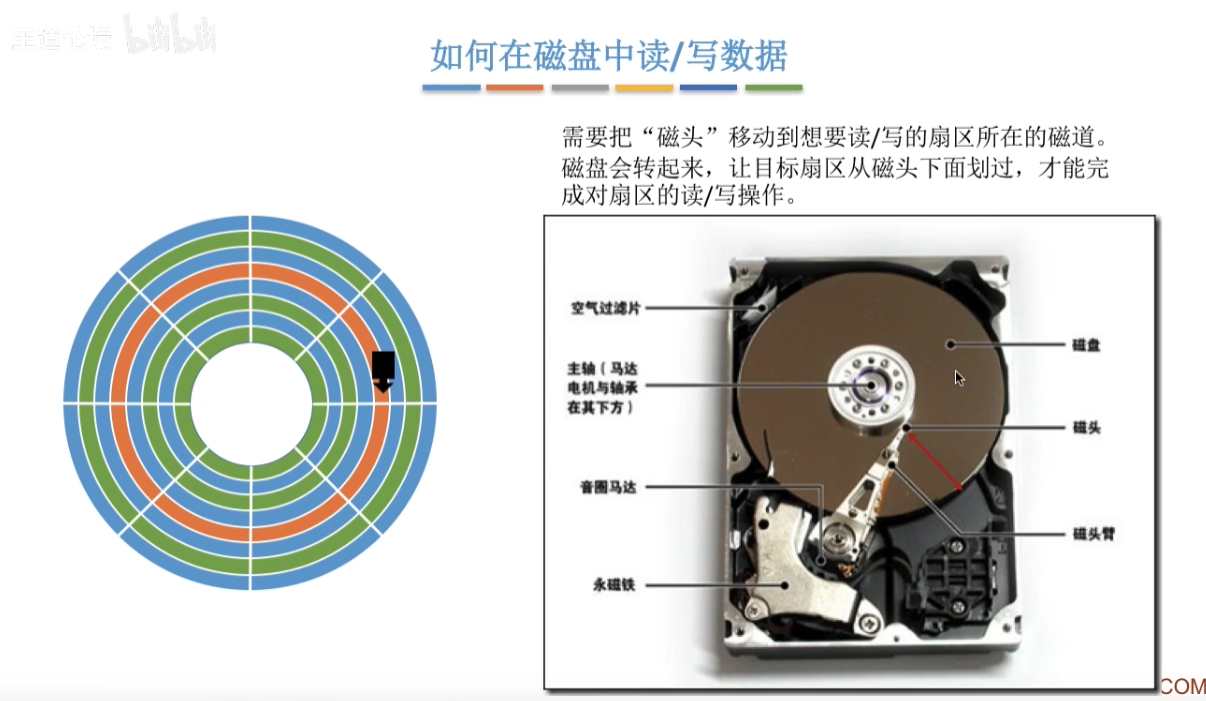 王道论坛 bilibili
如何在磁盘中读/写数据
需要把“磁头”移动到想要读/写的扇区所在的磁道。
磁盘会转起来，让目标扇区从磁头下面划过，才能完
成对扇区的读/写操作。
空气过滤片
磁盘
主轴（马达
电机与轴承
在其下方）
磁头
音圈马达
磁头臂
永磁铁
COM